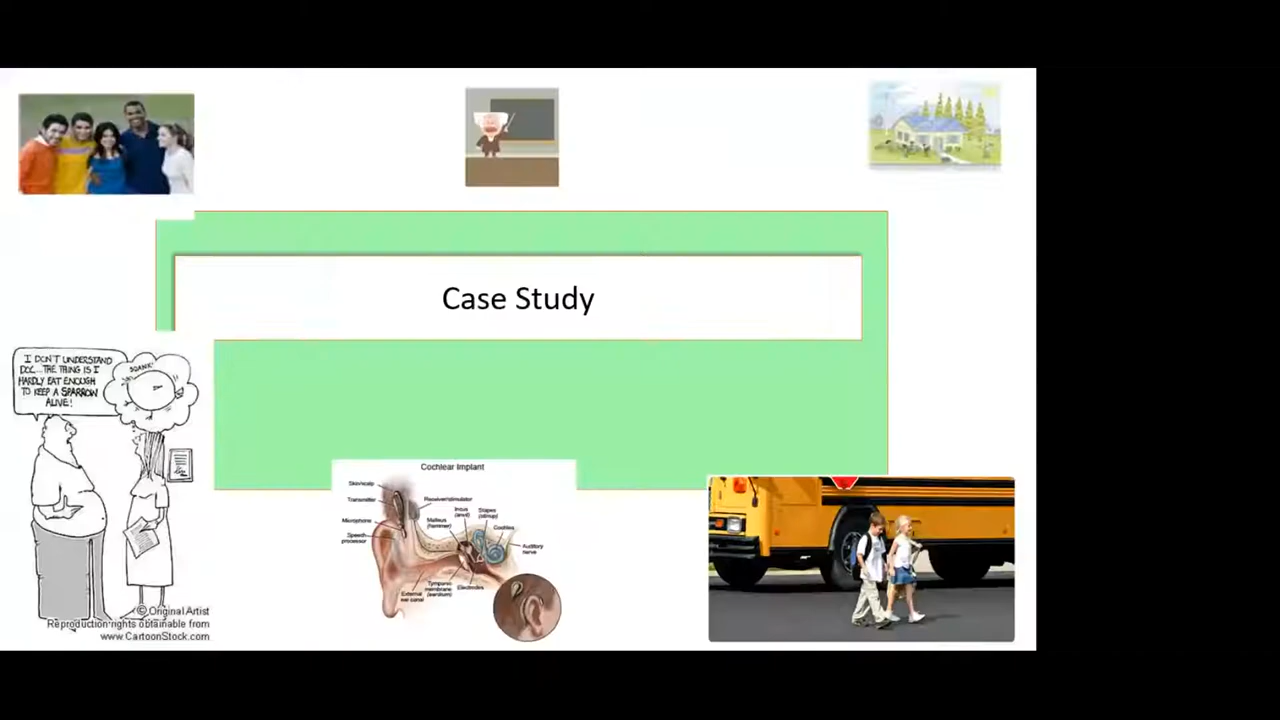 Case Study
I DON'T UNDERSTAND
DOC...THE THING IS I
HARDLY EAT ENOUGH
TO KEEP A SPARROW
ALIVE!
© Original Artist
Reproduction rights obtainable from
www.CartoonStock.com
Cochlear Implant
Skin/scalp
Transmitter
Receiver/stimulator
Microphone
Speech
processor
Malleus
(hammer)
Incus
(anvil)
Stapes
(stirrup)
Cochlea
Auditory
nerve
External
ear canal
Tympanic
membrane
(eardrum)
Electrodes